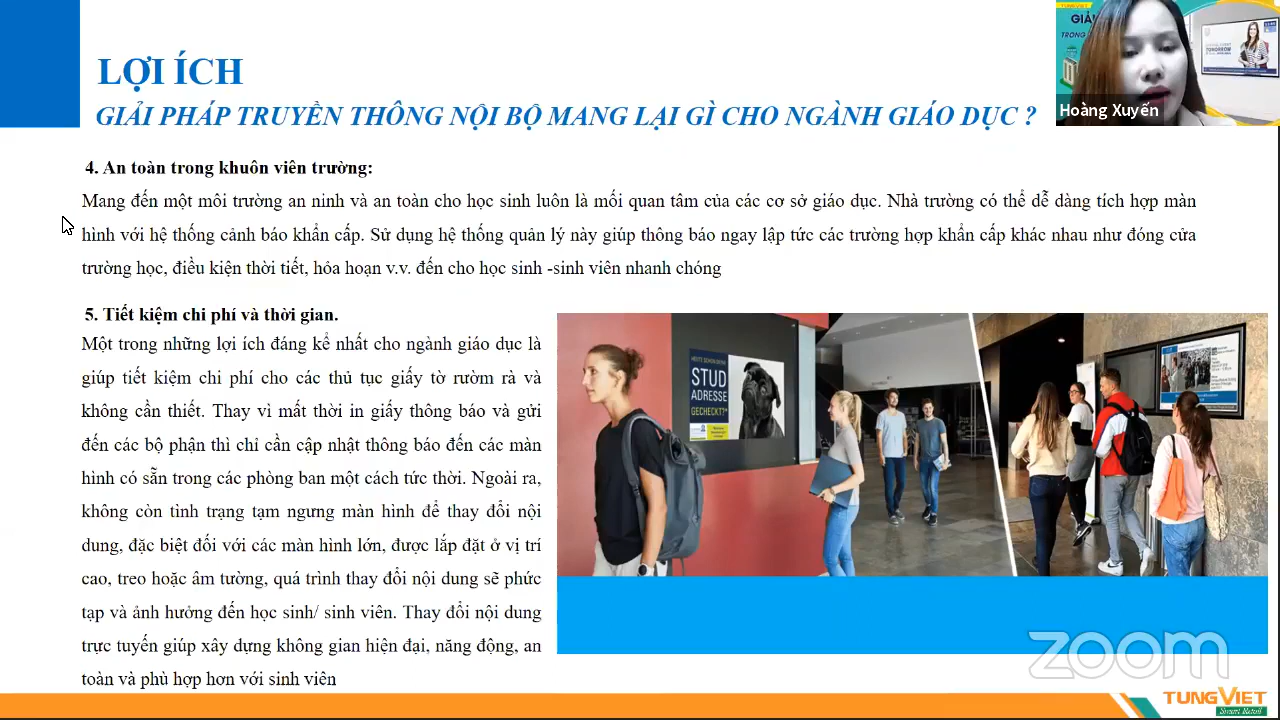 LỢI ÍCH
GIẢI PHÁP TRUYỀN THÔNG NỘI BỘ MANG LẠI GÌ CHO NGÀNH GIÁO DỤC ?
TUNGVIET
GIẢ
TRONG
TOMORROW
Hoàng Xuyến
4. An toàn trong khuôn viên trường:
Mang đến một môi trường an ninh và an toàn cho học sinh luôn là mối quan tâm của các cơ sở giáo dục. Nhà trường có thể dễ dàng tích hợp màn
hình với hệ thống cảnh báo khẩn cấp. Sử dụng hệ thống quản lý này giúp thông báo ngay lập tức các trường hợp khẩn cấp khác nhau như đóng cửa
trường học, điều kiện thời tiết, hỏa hoạn v.v. đến cho học sinh -sinh viên nhanh chóng
5. Tiết kiệm chi phí và thời gian.
Một trong những lợi ích đáng kể nhất cho ngành giáo dục là
giúp tiết kiệm chi phí cho các thủ tục giấy tờ rườm ra và
không cần thiết. Thay vì mất thời in giấy thông báo và gửi
đến các bộ phận thì chỉ cần cập nhật thông báo đến các màn
hình có sẵn trong các phòng ban một cách tức thời. Ngoài ra,
không còn tình trạng tạm ngưng màn hình để thay đổi nội
dung, đặc biệt đối với các màn hình lớn, được lắp đặt ở vị trí
cao, treo hoặc âm tường, quá trình thay đổi nội dung sẽ phức
tạp và ảnh hưởng đến học sinh/ sinh viên. Thay đổi nội dung
trực tuyến giúp xây dựng không gian hiện đại, năng động, an
toàn và phù hợp hơn với sinh viên
STUD
ADRESSE
GECHECKT?*
zoom
TUNGVIET
Smart Retail